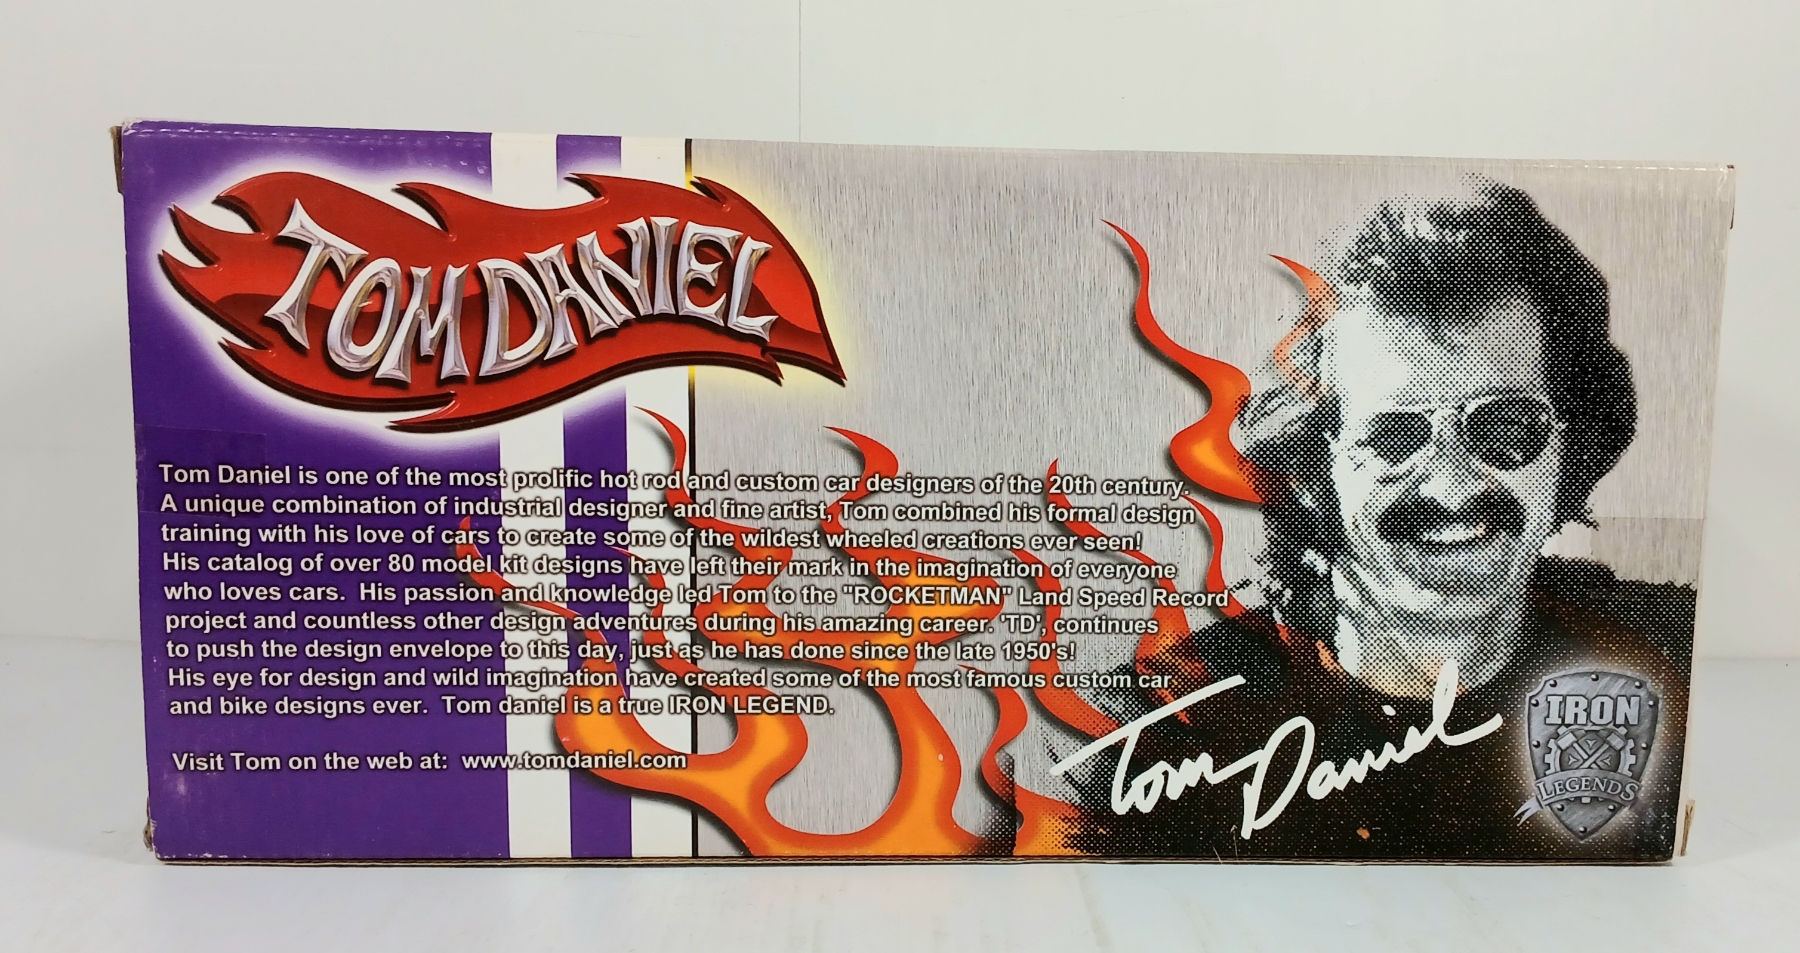 TOM DANIEL
Tom Daniel is one of the most prolific hot rod and custom car designers of the 20th century.
A unique combination of industrial designer and fine artist, Tom combined his formal design
training with his love of cars to create some of the wildest wheeled creations ever seen!
His catalog of over 80 model kit designs have left their mark in the imagination of everyone
who loves cars. His passion and knowledge led Tom to the "ROCKETMAN" Land Speed Record
project and countless other design adventures during his amazing career. 'TD', continues
to push the design envelope to this day, just as he has done since the late 1950's!
His eye for design and wild imagination have created some of the most famous custom car
and bike designs ever. Tom daniel is a true IRON LEGEND.
Visit Tom on the web at: www.tomdaniel.com
Tom Daniel
IRON
LEGENDS